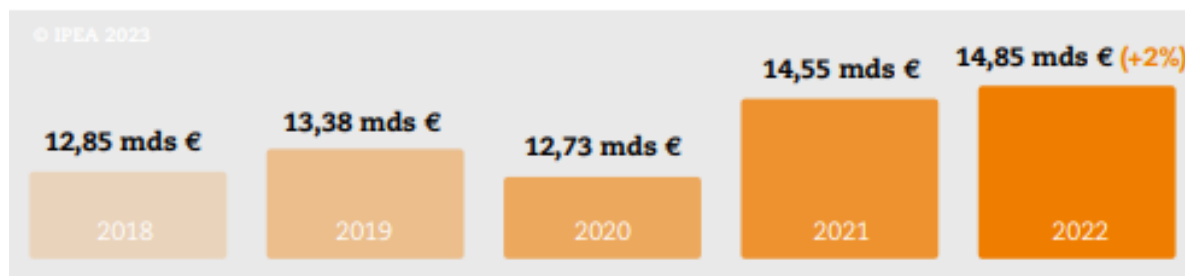 © IPEA 2023
12,85 mds €
13,38 mds €
12,73 mds €
14,55 mds €
14,85 mds € (+2%)
2018
2019
2020
2021
2022